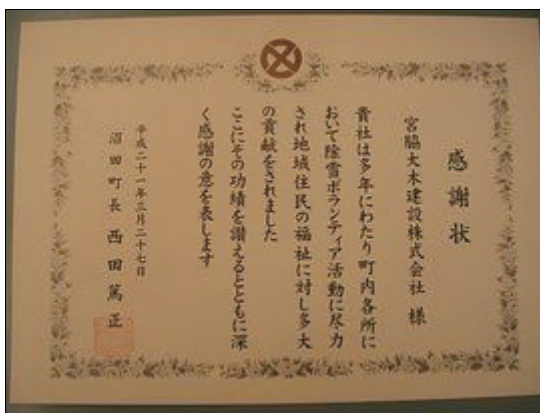 感謝状
宮脇土木建設株式会社 様
貴社は多年にわたり町内各所に
おいて除雪ボランティア活動に尽力
され地域住民の福祉に対し多大
の貢献をされました
ここにその功績を讃えるとともに深
く感謝の意を表します
平成二十一年三月二十七日
沼田町長 西田篤正